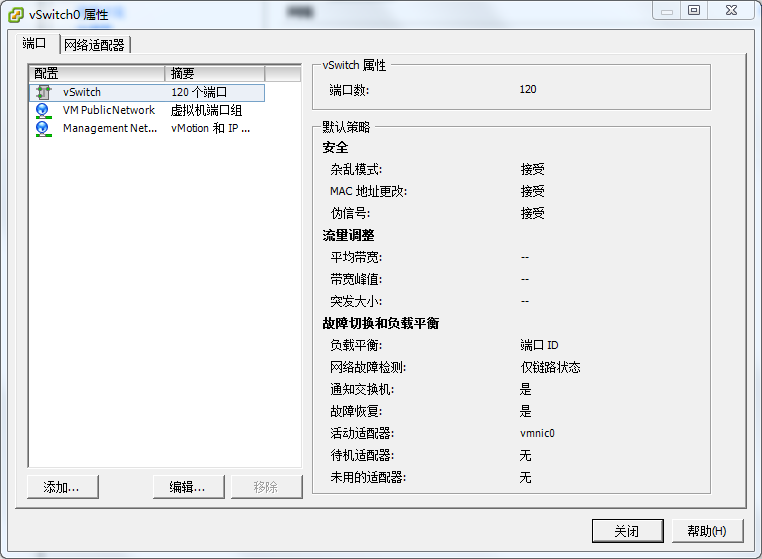 vSwitch0 属性
端口 网络适配器
配置 摘要
vSwitch 120 个端口
VM PublicNetwork 虚拟机端口组
Management Net... vMotion 和 IP ...
添加... 编辑... 移除
vSwitch 属性
端口数: 120
默认策略
安全
杂乱模式: 接受
MAC 地址更改: 接受
伪信号: 接受
流量调整
平均带宽: --
带宽峰值: --
突发大小: --
故障切换和负载平衡
负载平衡: 端口 ID
网络故障检测: 仅链路状态
通知交换机: 是
故障恢复: 是
活动适配器: vmnic0
待机适配器: 无
未用的适配器: 无
关闭 帮助(H)